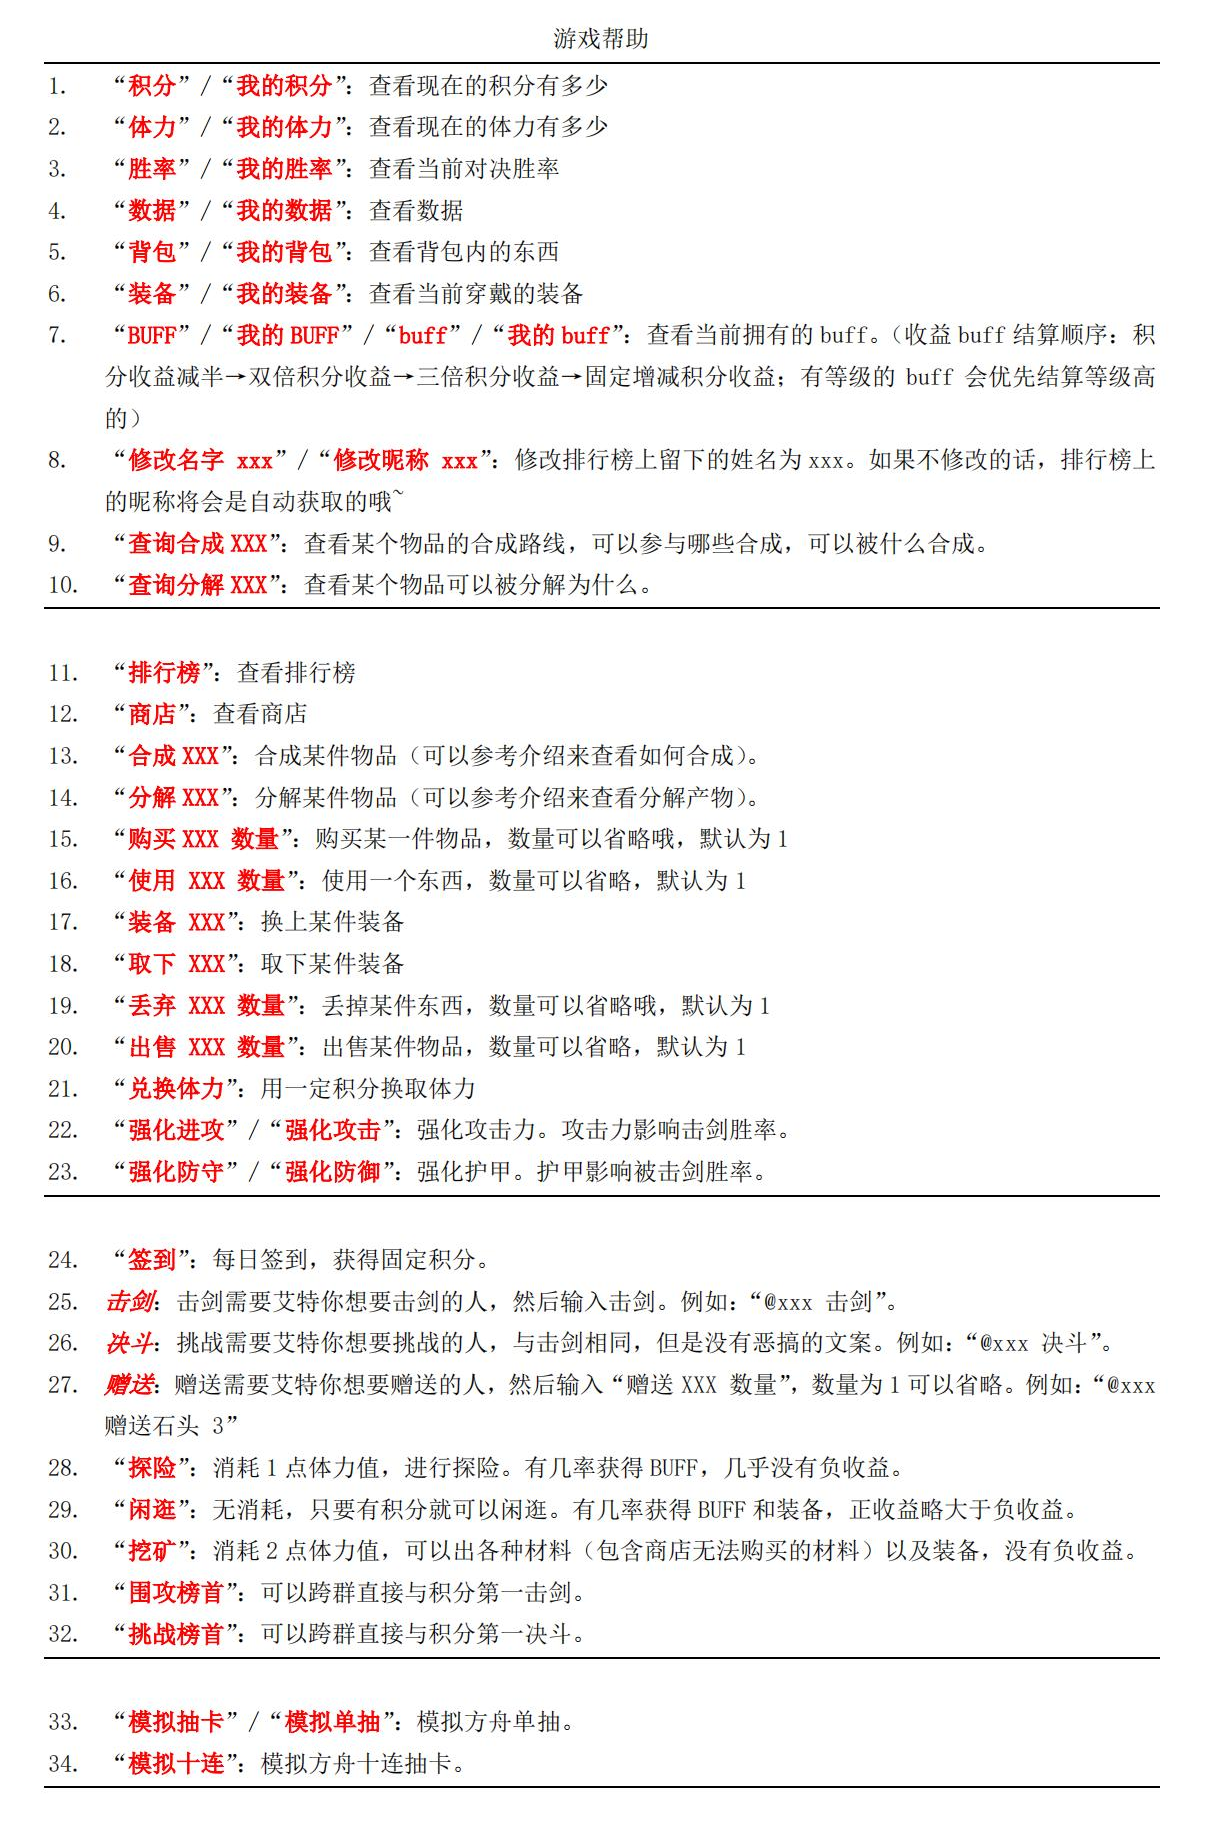 游戏帮助
1. “积分”/“我的积分”：查看现在的积分有多少
2. “体力”/“我的体力”：查看现在的体力有多少
3. “胜率”/“我的胜率”：查看当前对决胜率
4. “数据”/“我的数据”：查看数据
5. “背包”/“我的背包”：查看背包内的东西
6. “装备”/“我的装备”：查看当前穿戴的装备
7. “BUFF”/“我的 BUFF”/“buff”/“我的 buff”：查看当前拥有的 buff。（收益 buff 结算顺序：积
分收益减半→双倍积分收益→三倍积分收益→固定增减积分收益；有等级的 buff 会优先结算等级高
的）
8. “修改名字 xxx”/“修改昵称 xxx”：修改排行榜上留下的姓名为 xxx。如果不修改的话，排行榜上
的昵称将会是自动获取的哦~
9. “查询合成 XXX”：查看某个物品的合成路线，可以参与哪些合成，可以被什么合成。
10. “查询分解 XXX”：查看某个物品可以被分解为什么。
11. “排行榜”：查看排行榜
12. “商店”：查看商店
13. “合成 XXX”：合成某件物品（可以参考介绍来查看如何合成）。
14. “分解 XXX”：分解某件物品（可以参考介绍来查看分解产物）。
15. “购买 XXX 数量”：购买某一件物品，数量可以省略哦，默认为 1
16. “使用 XXX 数量”：使用一个东西，数量可以省略，默认为 1
17. “装备 XXX”：换上某件装备
18. “取下 XXX”：取下某件装备
19. “丢弃 XXX 数量”：丢掉某件东西，数量可以省略哦，默认为 1
20. “出售 XXX 数量”：出售某件物品，数量可以省略，默认为 1
21. “兑换体力”：用一定积分换取体力
22. “强化进攻”/“强化攻击”：强化攻击力。攻击力影响击剑胜率。
23. “强化防守”/“强化防御”：强化护甲。护甲影响被击剑胜率。
24. “签到”：每日签到，获得固定积分。
25. 击剑：击剑需要艾特你想要击剑的人，然后输入击剑。例如：“@xxx 击剑”。
26. 决斗：挑战需要艾特你想要挑战的人，与击剑相同，但是没有恶搞的文案。例如：“@xxx 决斗”。
27. 赠送：赠送需要艾特你想要赠送的人，然后输入“赠送 XXX 数量”，数量为 1 可以省略。例如：“@xxx
赠送石头 3”
28. “探险”：消耗 1 点体力值，进行探险。有几率获得 BUFF，几乎没有负收益。
29. “闲逛”：无消耗，只要有积分就可以闲逛。有几率获得 BUFF 和装备，正收益略大于负收益。
30. “挖矿”：消耗 2 点体力值，可以出各种材料（包含商店无法购买的材料）以及装备，没有负收益。
31. “围攻榜首”：可以跨群直接与积分第一击剑。
32. “挑战榜首”：可以跨群直接与积分第一决斗。
33. “模拟抽卡”/“模拟单抽”：模拟方舟单抽。
34. “模拟十连”：模拟方舟十连抽卡。